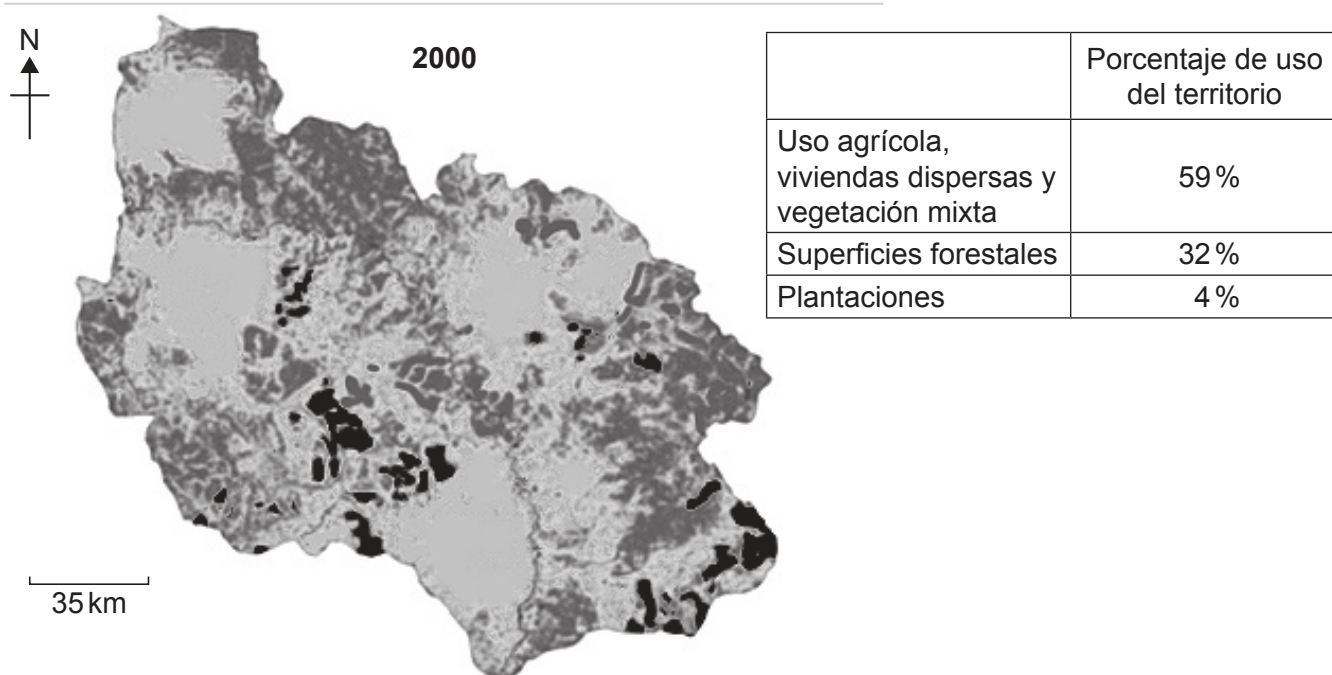 N
2000
35 km
Porcentaje de uso
del territorio
Uso agrícola,
viviendas dispersas y
vegetación mixta
59 %
Superficies forestales
32 %
Plantaciones
4 %